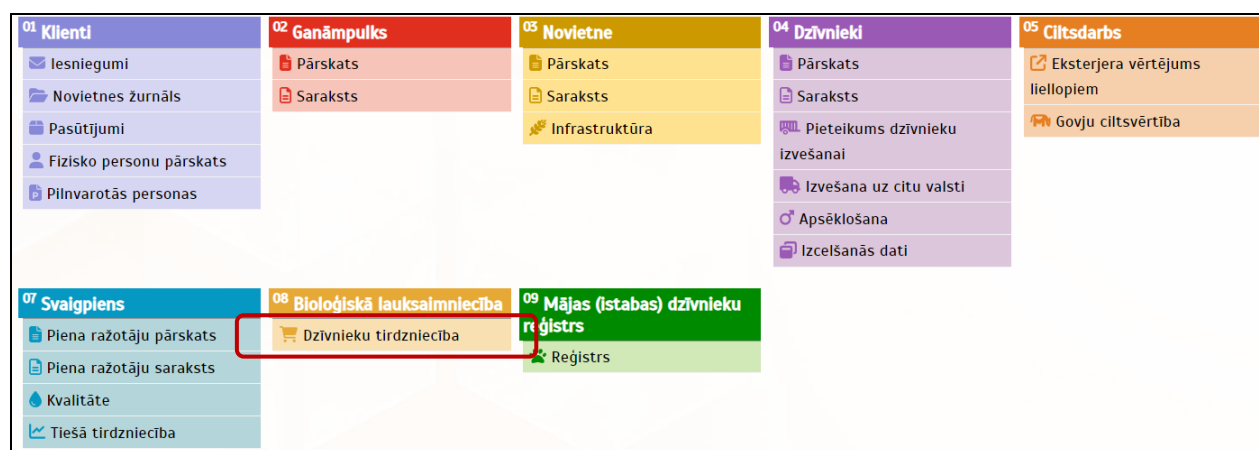 01 Klienti
Iesniegumi
Novietnes žurnāls
Pasūtījumi
Fizisko personu pārskats
Pilnvarotās personas
02 Ganāmpulks
Pārskats
Saraksts
03 Novietne
Pārskats
Saraksts
Infrastruktūra
04 Dzīvnieki
Pārskats
Saraksts
Pieteikums dzīvnieku
izvešanai
Izvešana uz citu valsti
Apsēklošana
Izcelšanās dati
05 Ciltsdarbs
Eksterjera vērtējums
liellopiem
Govju ciltsvērtība
07 Svaigpiens
Piena ražotāju pārskats
Piena ražotāju saraksts
Kvalitāte
Tiešā tirdzniecība
08 Bioloģiskā lauksaimniecība
Dzīvnieku tirdzniecība
09 Mājas (istabas) dzīvnieku
reģistrs
Reģistrs